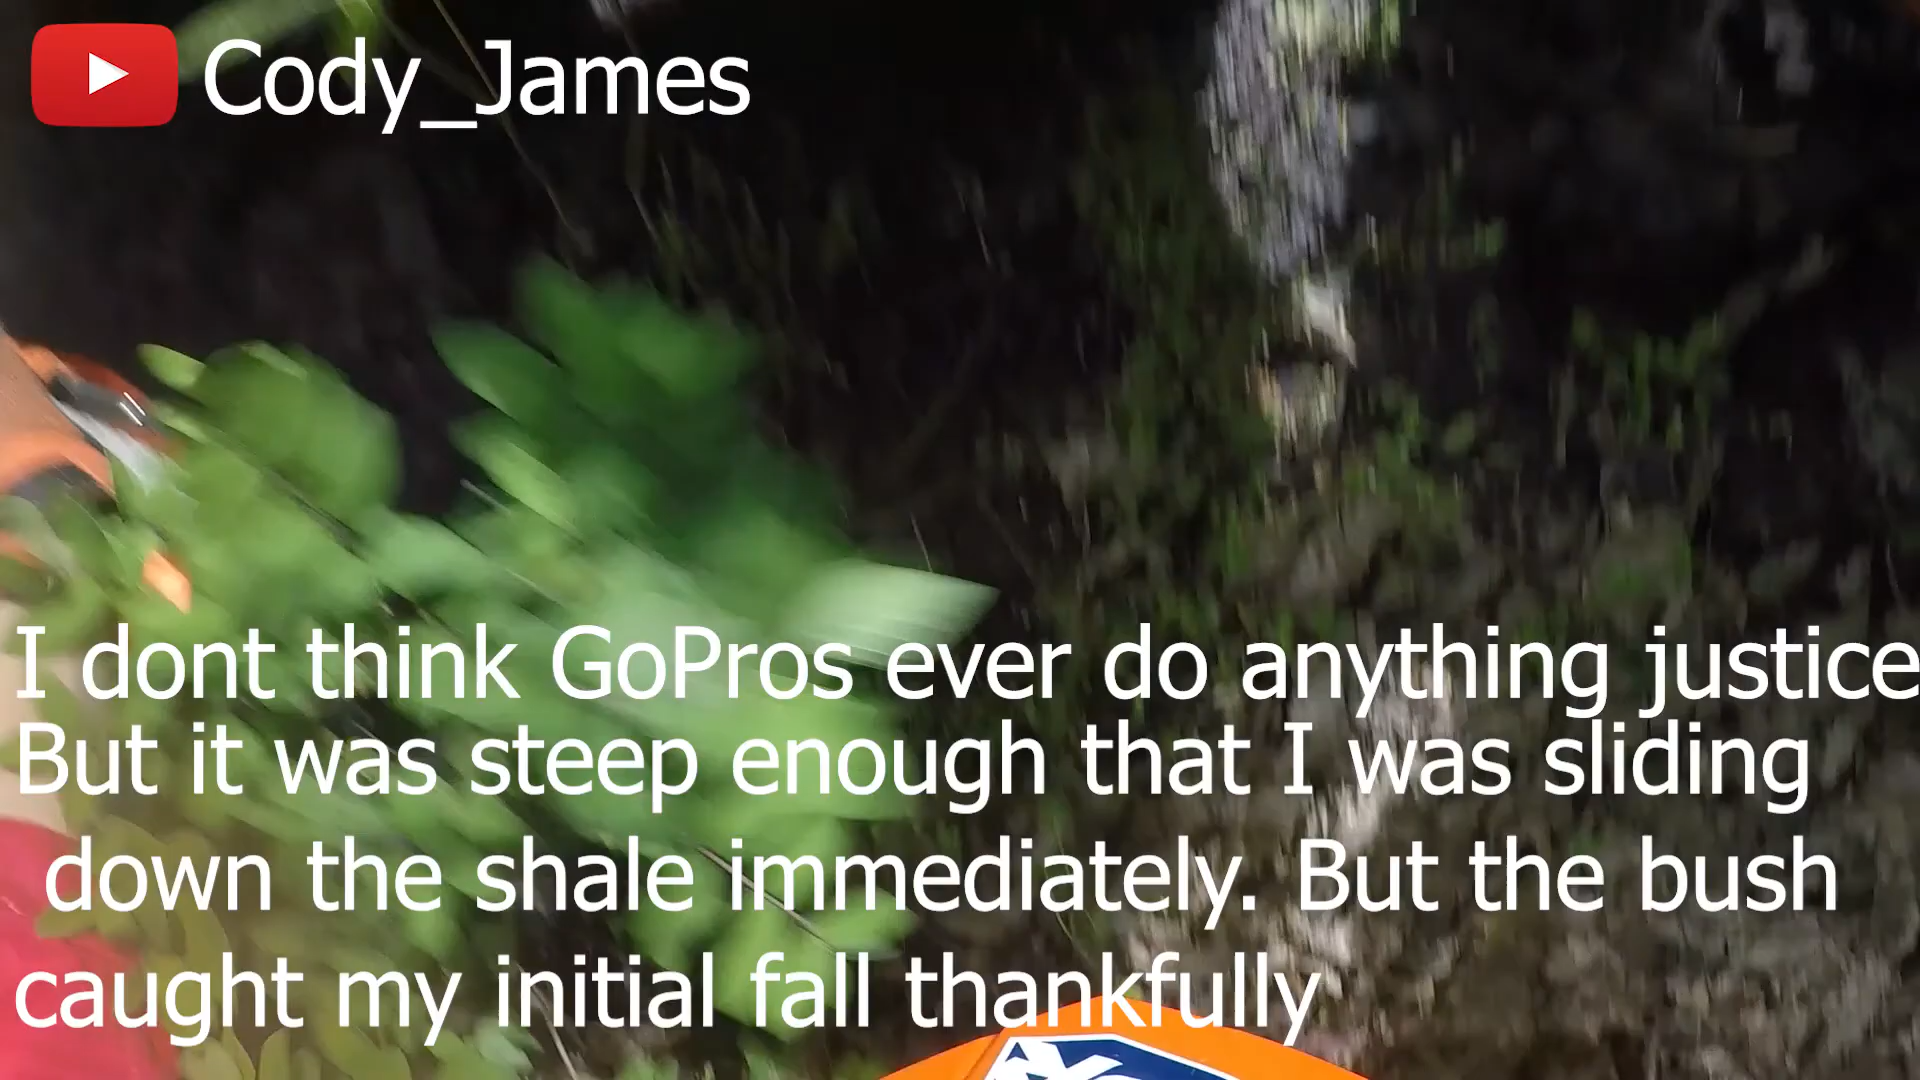 Cody_James
I dont think GoPros ever do anything justice
But it was steep enough that I was sliding
down the shale immediately. But the bush
caught my initial fall thankfully